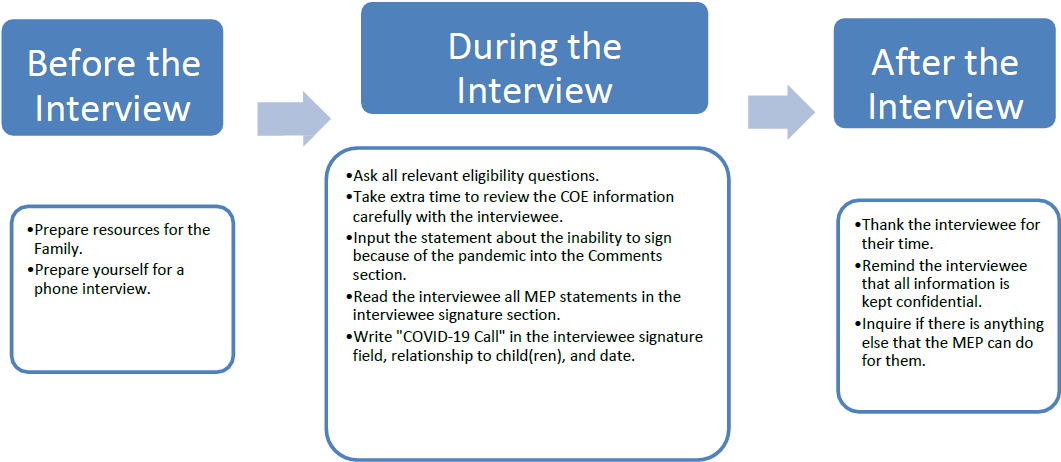 Before the
Interview
•Prepare resources for the
Family.
•Prepare yourself for a
phone interview.
During the
Interview
•Ask all relevant eligibility questions.
•Take extra time to review the COE information
carefully with the interviewee.
•Input the statement about the inability to sign
because of the pandemic into the Comments
section.
•Read the interviewee all MEP statements in the
interviewee signature section.
•Write "COVID-19 Call" in the interviewee signature
field, relationship to child(ren), and date.
After the
Interview
•Thank the interviewee for
their time.
•Remind the interviewee
that all information is
kept confidential.
•Inquire if there is anything
else that the MEP can do
for them.